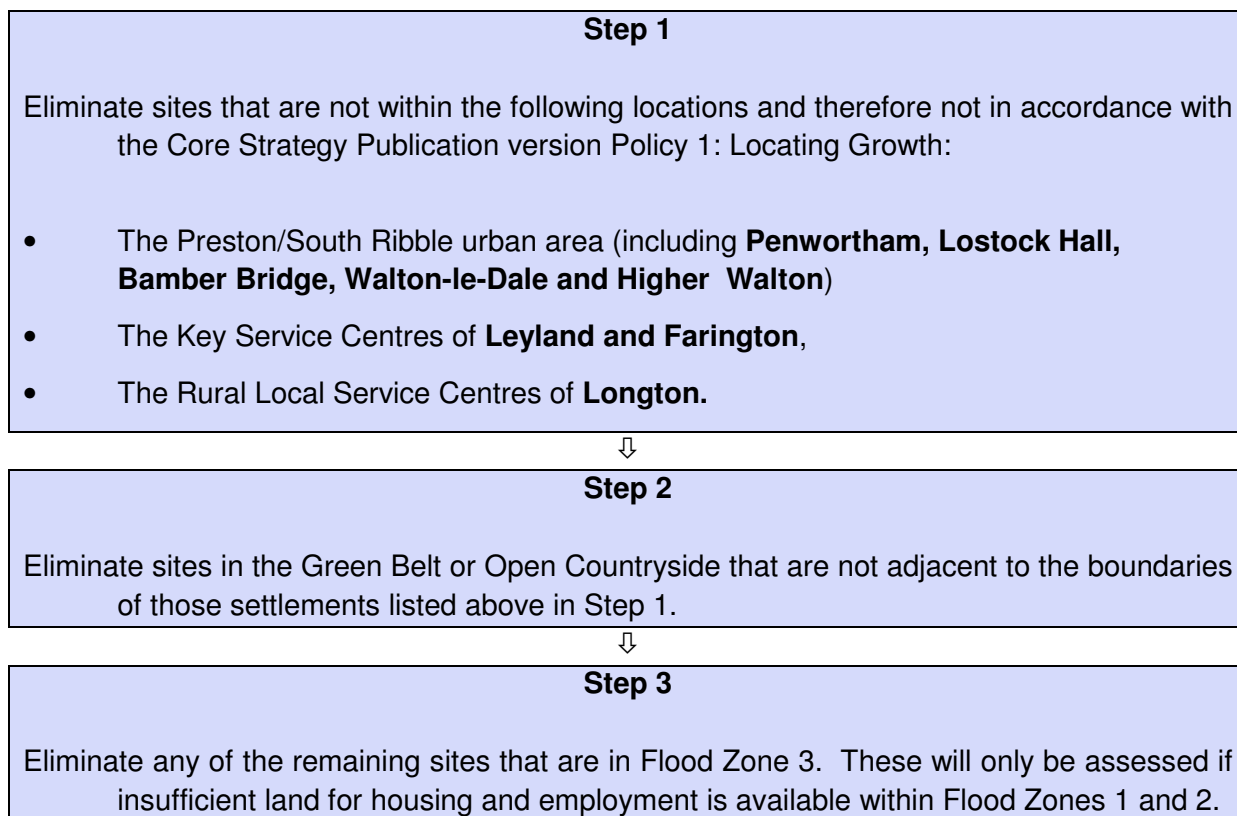 Step 1
Eliminate sites that are not within the following locations and therefore not in accordance with
the Core Strategy Publication version Policy 1: Locating Growth:
• The Preston/South Ribble urban area (including Penwortham, Lostock Hall,
Bamber Bridge, Walton-le-Dale and Higher Walton)
• The Key Service Centres of Leyland and Farington,
• The Rural Local Service Centres of Longton.
⇩
Step 2
Eliminate sites in the Green Belt or Open Countryside that are not adjacent to the boundaries
of those settlements listed above in Step 1.
⇩
Step 3
Eliminate any of the remaining sites that are in Flood Zone 3. These will only be assessed if
insufficient land for housing and employment is available within Flood Zones 1 and 2.